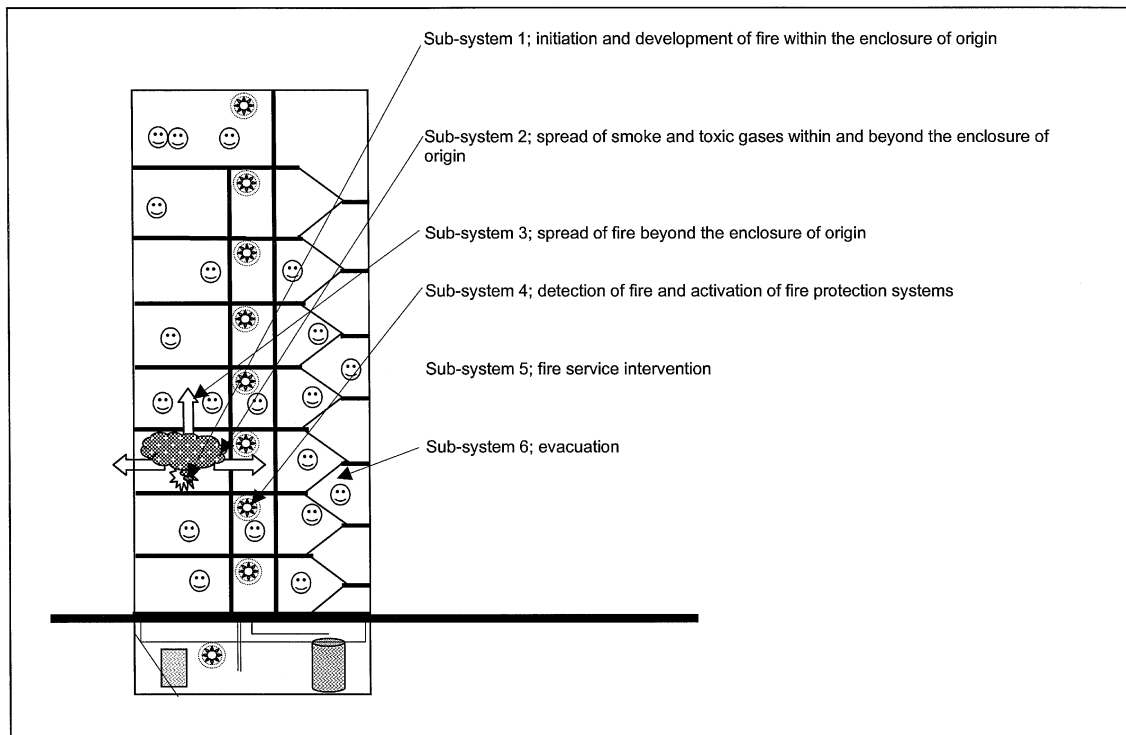 Sub-system 1; initiation and development of fire within the enclosure of origin
Sub-system 2; spread of smoke and toxic gases within and beyond the enclosure of
origin
Sub-system 3; spread of fire beyond the enclosure of origin
Sub-system 4; detection of fire and activation of fire protection systems
Sub-system 5; fire service intervention
Sub-system 6; evacuation